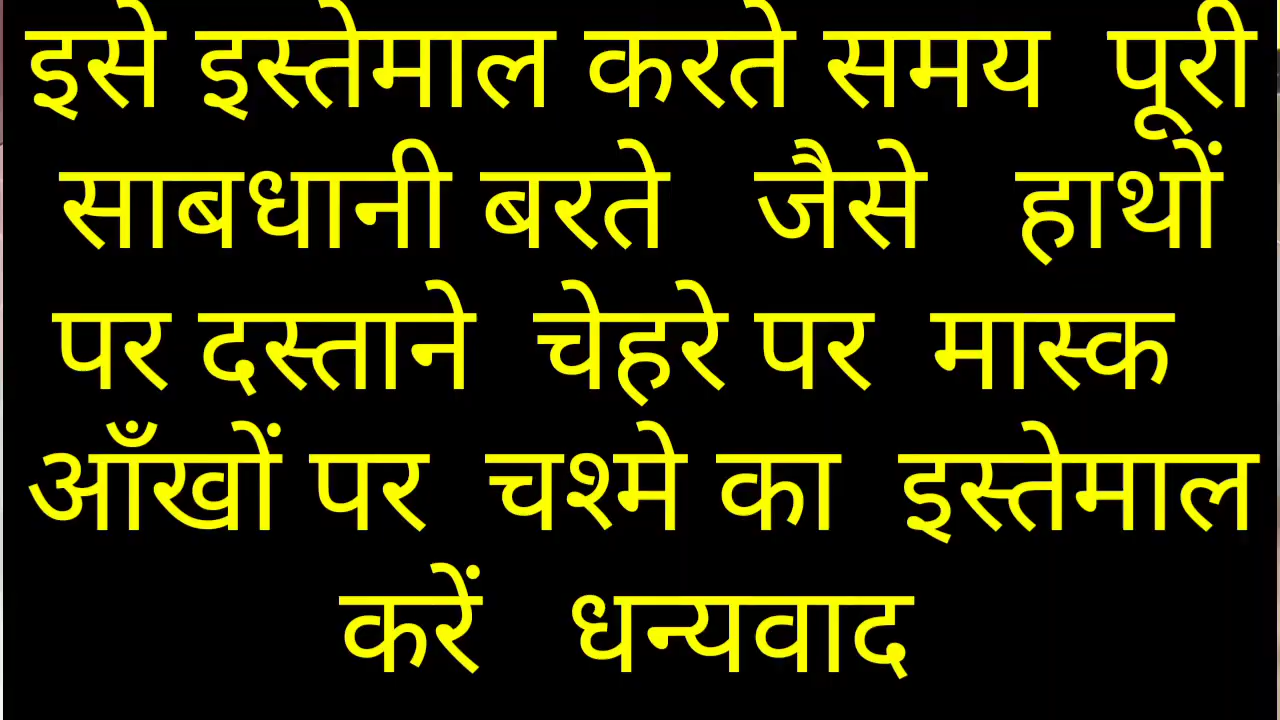 इसे इस्तेमाल करते समय पूरी
साबधानी बरते जैसे हाथों
पर दस्ताने चेहरे पर मास्क
आँखों पर चश्मे का इस्तेमाल
करें धन्यवाद